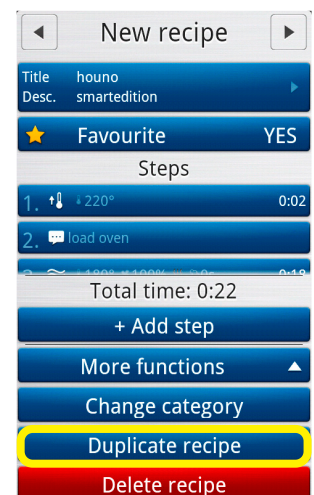 New recipe
Title houno
Desc. smartedition
Favourite YES
Steps
1. 220° 0:02
2. load oven
Total time: 0:22
+ Add step
More functions
Change category
Duplicate recipe
Delete recipe